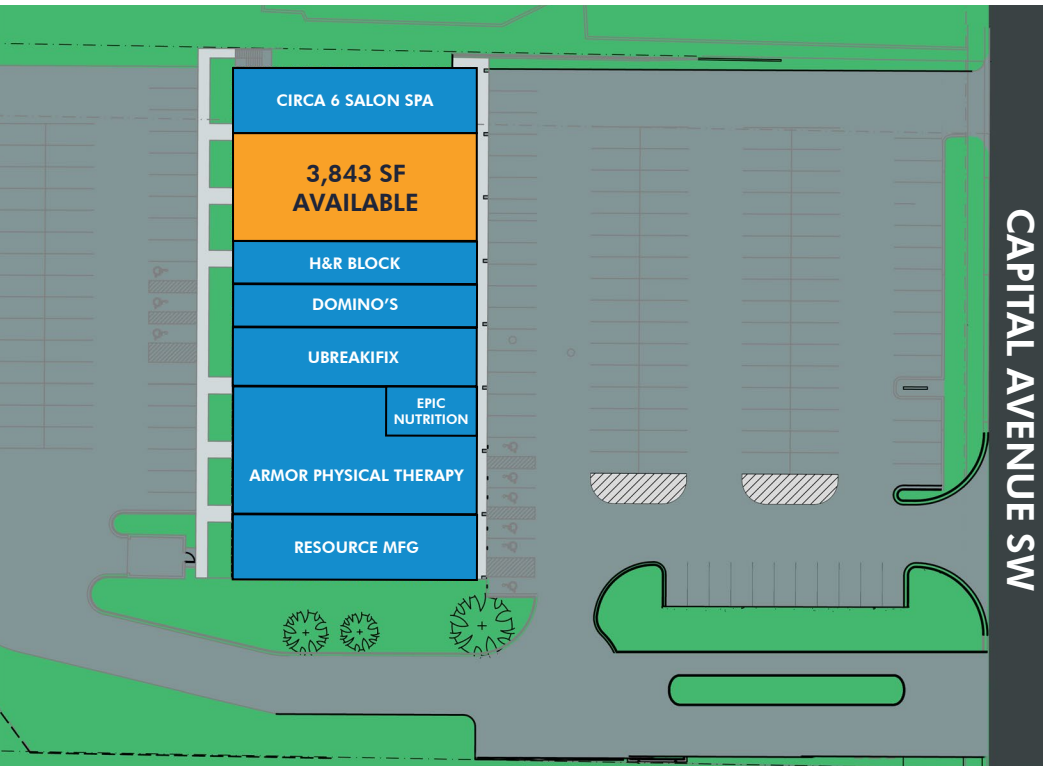 CIRCA 6 SALON SPA
3,843 SF
AVAILABLE
H&R BLOCK
DOMINO'S
UBREAKIFIX
EPIC
NUTRITION
ARMOR PHYSICAL THERAPY
RESOURCE MFG
CAPITAL AVENUE SW